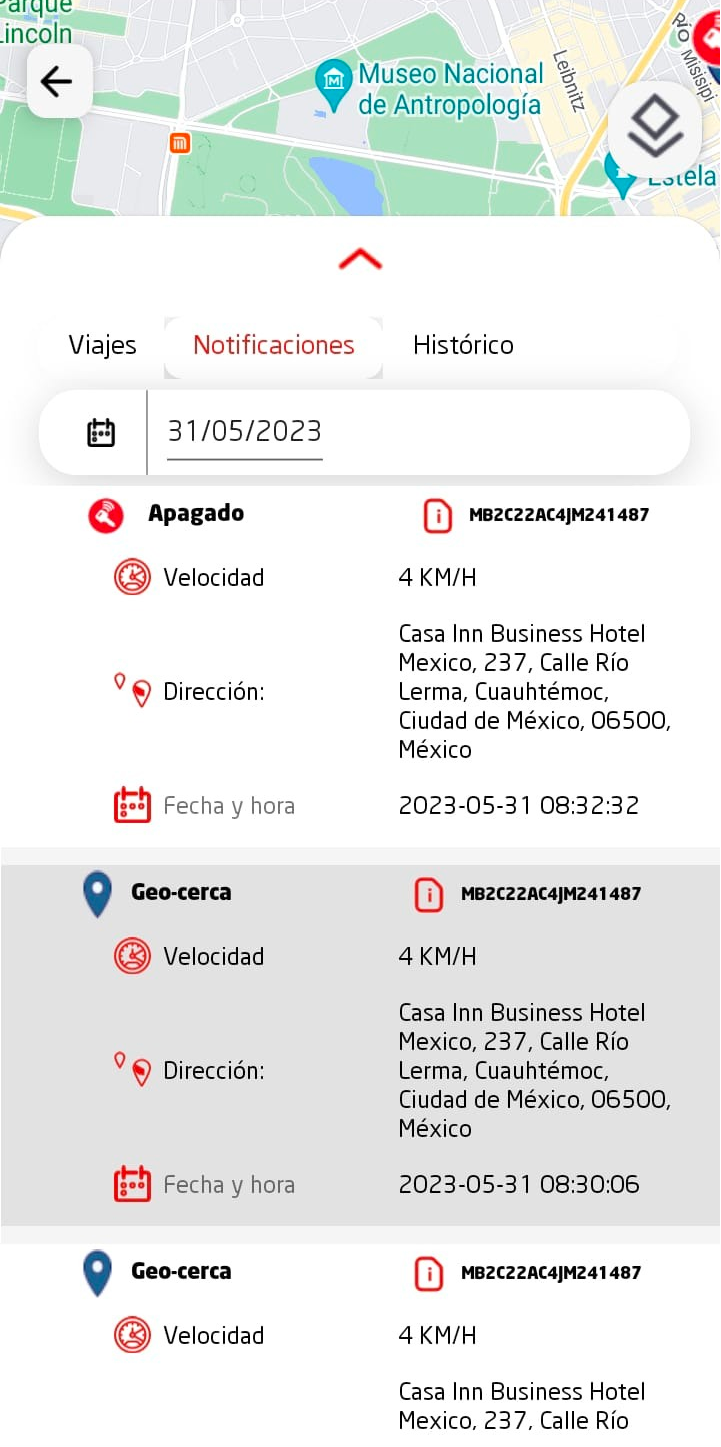 Parque
Lincoln
Museo Nacional
de Antropología
Leibnitz
Río Misisipi
Estela
Viajes
Notificaciones
Histórico
31/05/2023
Apagado
MB2C22AC4JM241487
Velocidad
4 KM/H
Dirección:
Casa Inn Business Hotel
Mexico, 237, Calle Río
Lerma, Cuauhtémoc,
Ciudad de México, 06500,
México
Fecha y hora
2023-05-31 08:32:32
Geo-cerca
MB2C22AC4JM241487
Velocidad
4 KM/H
Dirección:
Casa Inn Business Hotel
Mexico, 237, Calle Río
Lerma, Cuauhtémoc,
Ciudad de México, 06500,
México
Fecha y hora
2023-05-31 08:30:06
Geo-cerca
MB2C22AC4JM241487
Velocidad
4 KM/H
Casa Inn Business Hotel
Mexico, 237, Calle Río